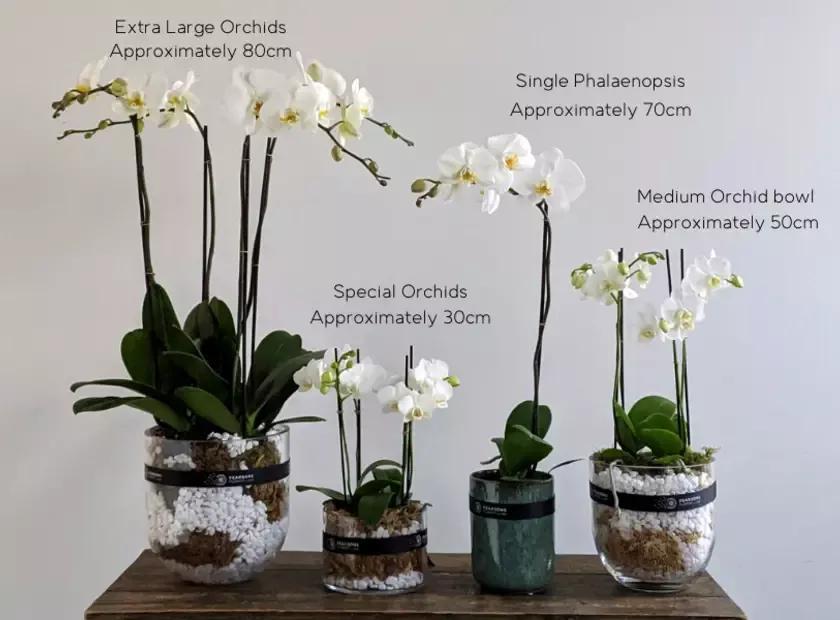 Extra Large Orchids
Approximately 80cm
Single Phalaenopsis
Approximately 70cm
Medium Orchid bowl
Approximately 50cm
Special Orchids
Approximately 30cm